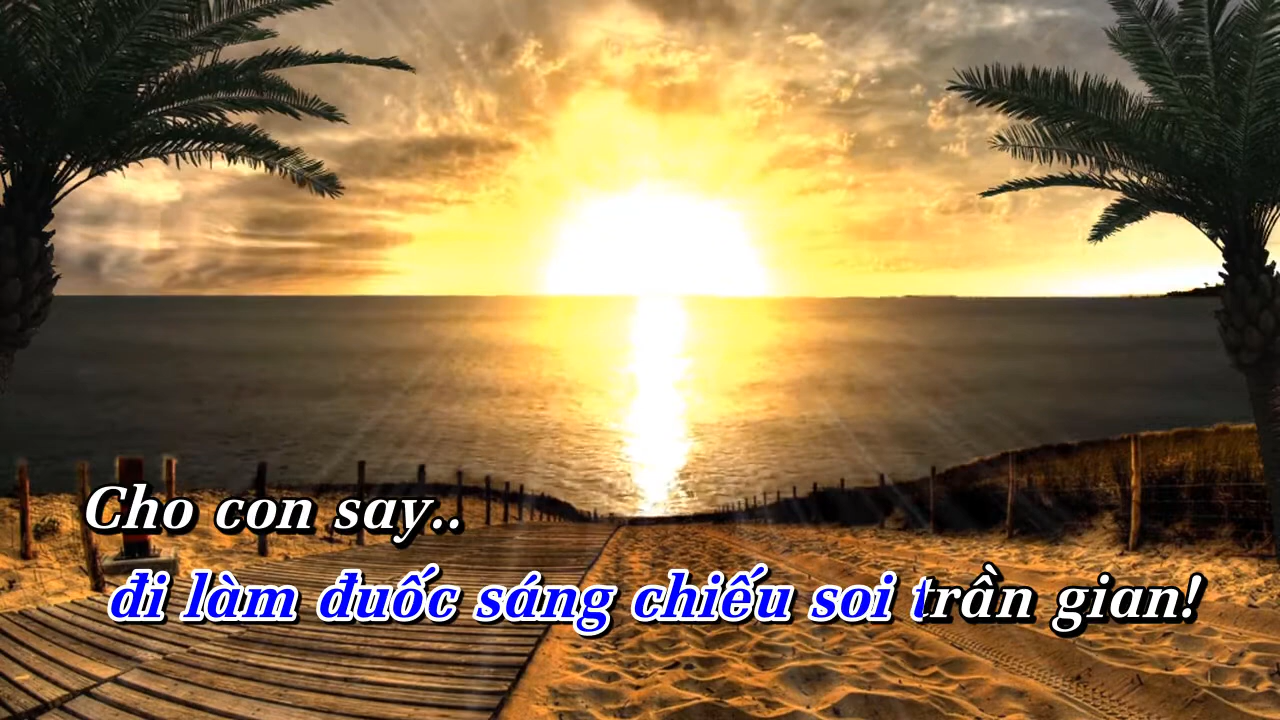 Cho con say..
đi làm đuốc sáng chiếu soi trần gian!